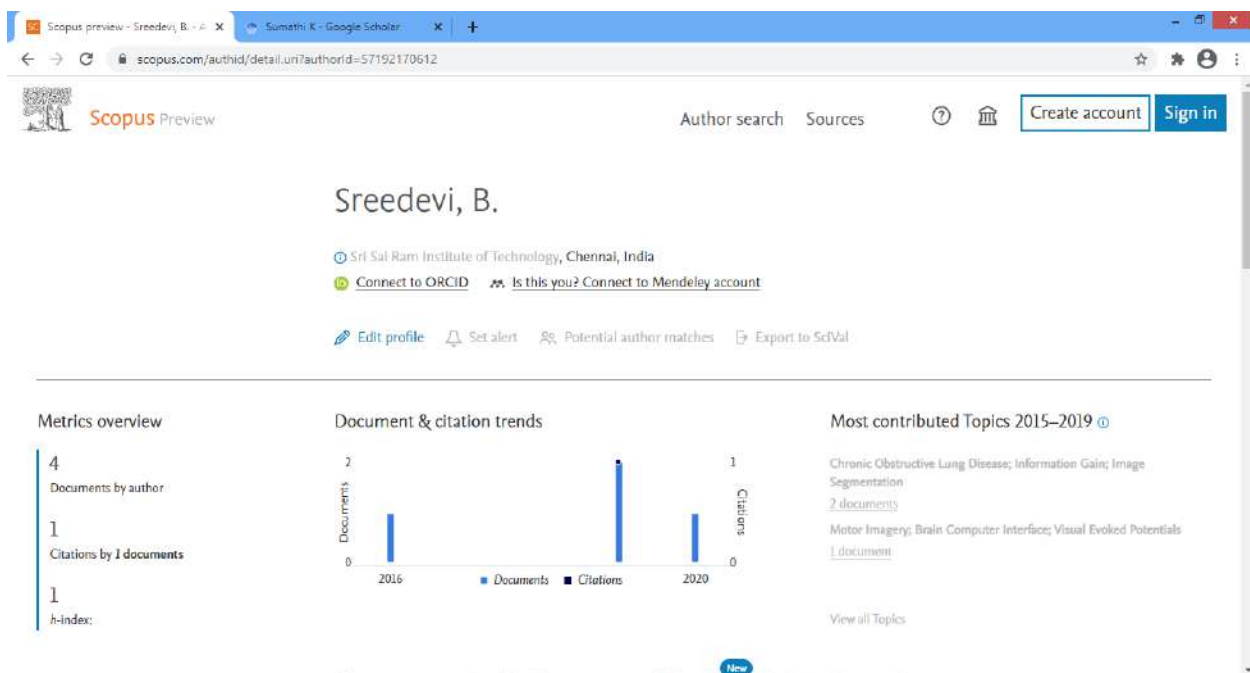 Scopus preview - Sreedevi, B. - A
Sumathi K - Google Scholar
scopus.com/authid/detail.uri?authorId=57192170612
Scopus Preview
Author search Sources
Create account
Sign in
Sreedevi, B.
Sri Sai Ram Institute of Technology, Chennai, India
Connect to ORCID
Is this you? Connect to Mendeley account
Edit profile
Set alert
Potential author matches
Export to SciVal
Metrics overview
4
Documents by author
1
Citations by 1 documents
1
h-index:
Document & citation trends
2
1
Documents
Citations
0
0
2016
Documents
Citations
2020
Most contributed Topics 2015–2019
Chronic Obstructive Lung Disease; Information Gain; Image
Segmentation
2 documents
Motor Imagery; Brain Computer Interface; Visual Evoked Potentials
1 document
View all Topics
New